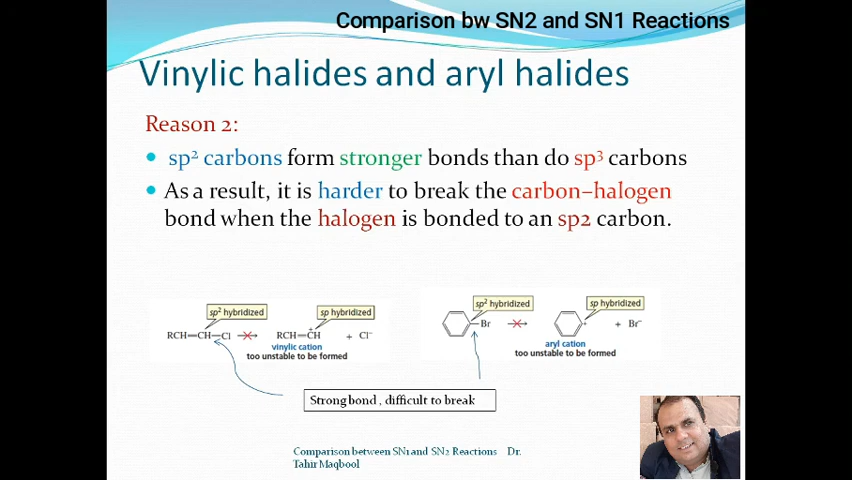 Comparison bw SN2 and SN1 Reactions
Vinylic halides and aryl halides
Reason 2:
sp² carbons form stronger bonds than do sp³ carbons
As a result, it is harder to break the carbon–halogen
bond when the halogen is bonded to an sp2 carbon.
sp² hybridized
sp hybridized
RCH=CH—Cl
RCH=CH⁺
+ Cl⁻
vinylic cation
too unstable to be formed
sp² hybridized
sp hybridized
Br
+
+ Br⁻
aryl cation
too unstable to be formed
Strong bond , difficult to break
Comparison between SN1 and SN2 Reactions Dr.
Tahir Maqbool